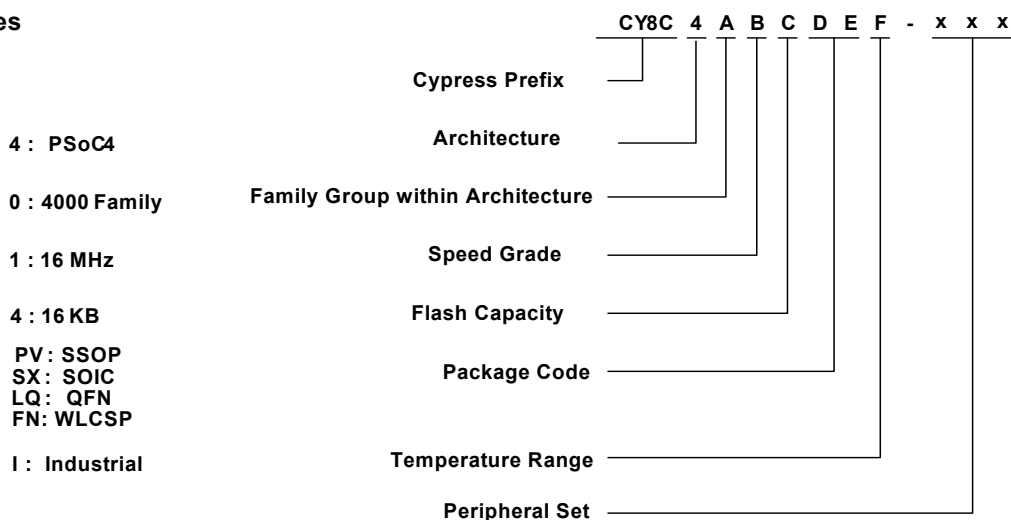 es
CY8C 4 A B C D E F - x x x
Cypress Prefix
4 : PSoC4 Architecture
0 : 4000 Family Family Group within Architecture
1 : 16 MHz Speed Grade
4 : 16 KB Flash Capacity
PV : SSOP
SX : SOIC
Package Code
LQ : QFN
FN: WLCSP
I : Industrial Temperature Range
Peripheral Set